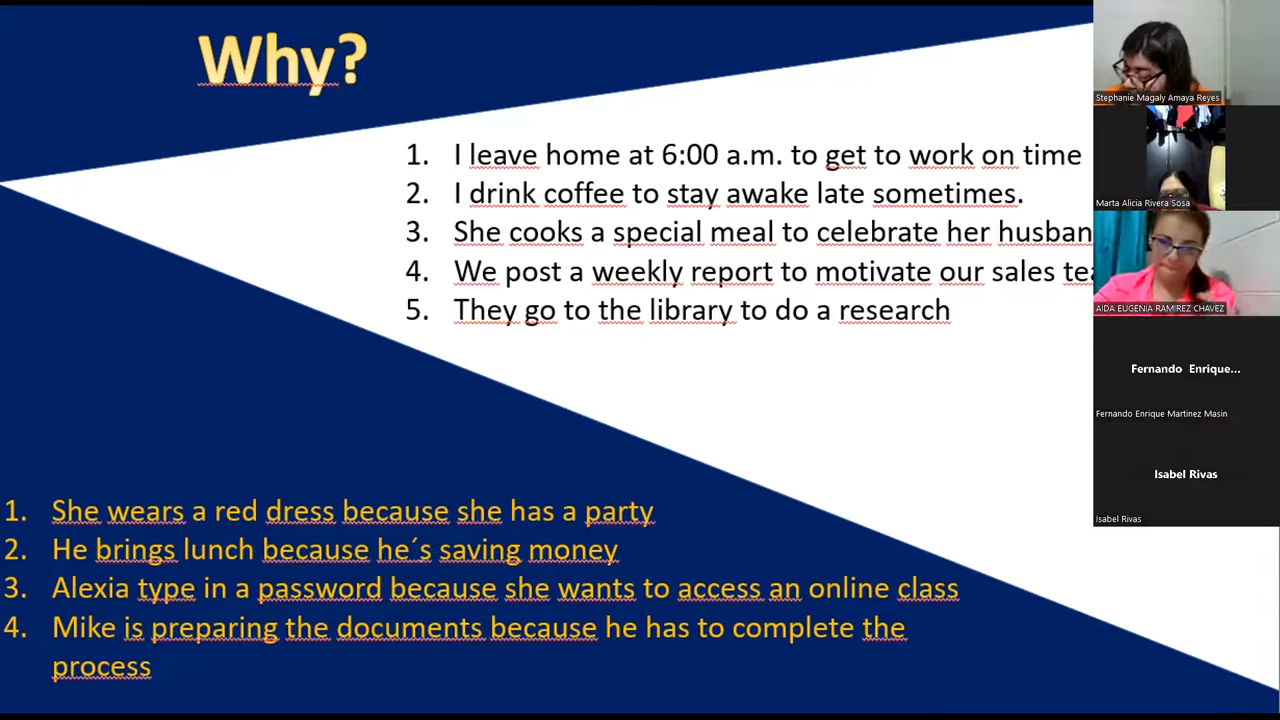 Why?
1. I leave home at 6:00 a.m. to get to work on time
2. I drink coffee to stay awake late sometimes.
3. She cooks a special meal to celebrate her husban
4. We post a weekly report to motivate our sales tea
5. They go to the library to do a research
1. She wears a red dress because she has a party
2. He brings lunch because he´s saving money
3. Alexia type in a password because she wants to access an online class
4. Mike is preparing the documents because he has to complete the
process
Stephanie Magaly Amaya Reyes
Marta Alicia Rivera Sosa
AIDA EUGENIA RAMIREZ CHAVEZ
Fernando Enrique...
Fernando Enrique Martinez Masin
Isabel Rivas
Isabel Rivas